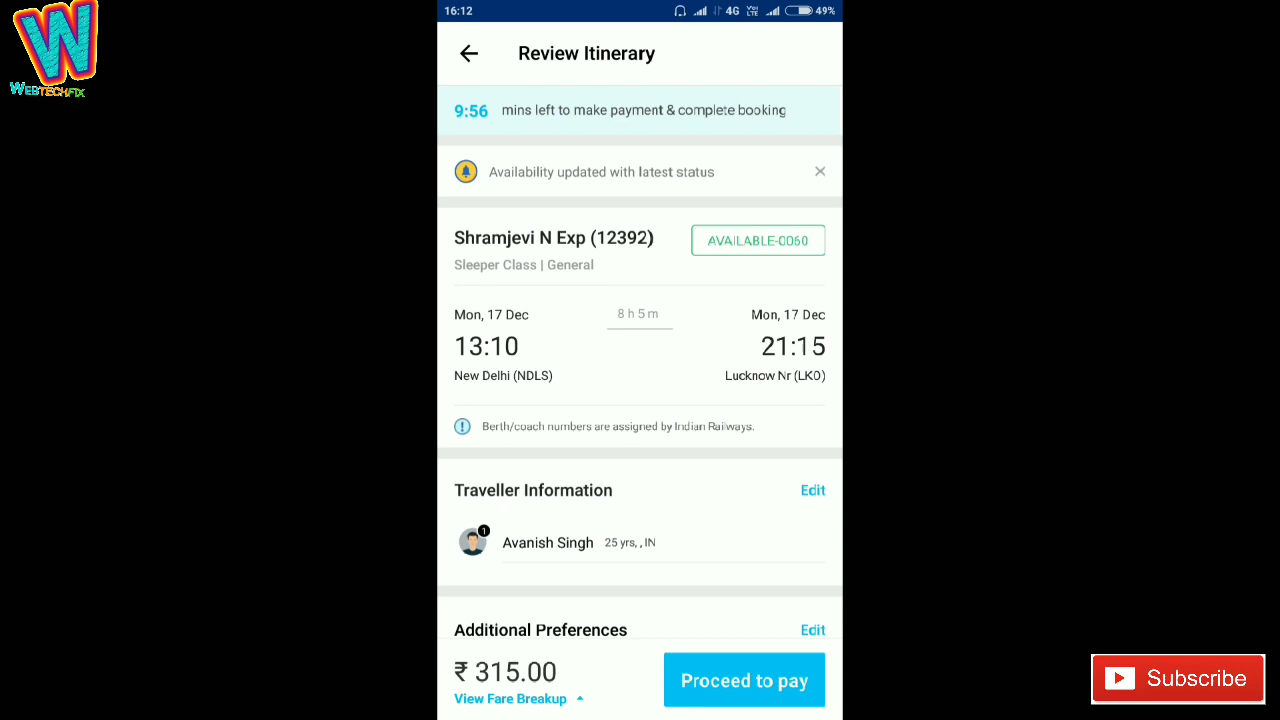 W
WEBTECHFIX
16:12
4G VoLTE 49%
Review Itinerary
9:56 mins left to make payment & complete booking
Availability updated with latest status
Shramjevi N Exp (12392)
AVAILABLE-0060
Sleeper Class | General
Mon, 17 Dec
8 h 5 m
Mon, 17 Dec
13:10
21:15
New Delhi (NDLS)
Lucknow Nr (LKO)
Berth/coach numbers are assigned by Indian Railways.
Traveller Information
Edit
1
Avanish Singh 25 yrs, , IN
Additional Preferences
Edit
₹ 315.00
View Fare Breakup
Proceed to pay
Subscribe